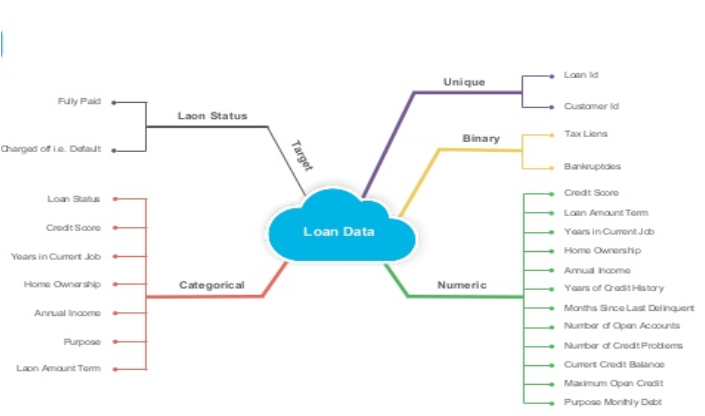 Fully Paid
Charged off i.e. Default
Laon Status
Target
Loan Status
Credit Score
Years in Current Job
Home Ownership
Annual Income
Purpose
Laon Amount Term
Categorical
Loan Data
Unique
Loan Id
Customer Id
Binary
Tax Liens
Bankruptcies
Numeric
Credit Score
Loan Amount Term
Years in Current Job
Home Ownership
Annual Income
Years of Credit History
Months Since Last Delinquent
Number of Open Accounts
Number of Credit Problems
Current Credit Balance
Maximum Open Credit
Purpose Monthly Debt